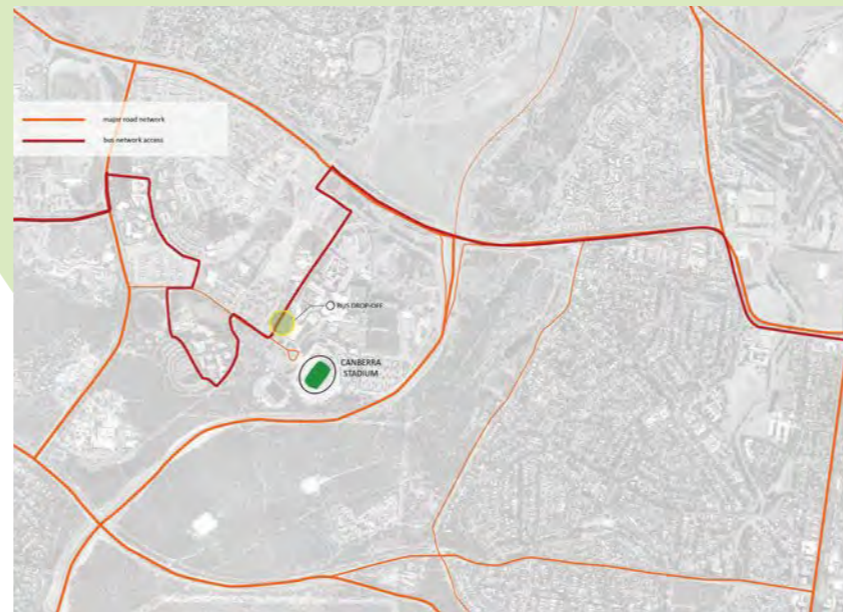 major road network
bus network access
BUS DROP-OFF
CANBERRA
STADIUM